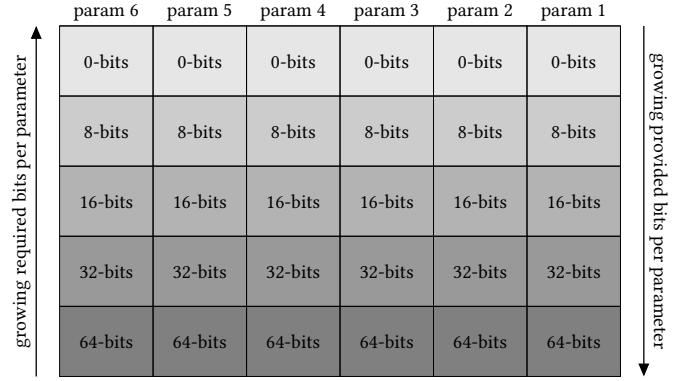 param 6 param 5 param 4 param 3 param 2 param 1
growing required bits per parameter
0-bits 0-bits 0-bits 0-bits 0-bits 0-bits
8-bits 8-bits 8-bits 8-bits 8-bits 8-bits
16-bits 16-bits 16-bits 16-bits 16-bits 16-bits
32-bits 32-bits 32-bits 32-bits 32-bits 32-bits
64-bits 64-bits 64-bits 64-bits 64-bits 64-bits
growing provided bits per parameter